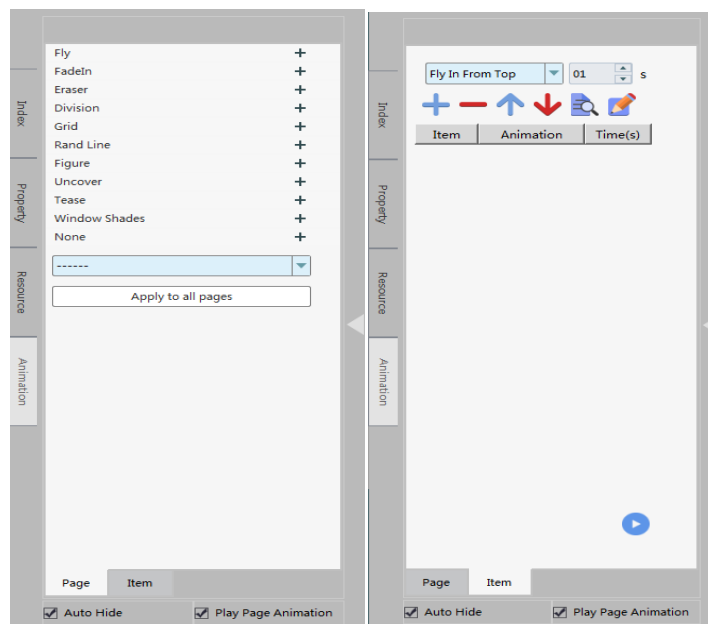 Index
Property
Resource
Animation
Fly
FadeIn
Eraser
Division
Grid
Rand Line
Figure
Uncover
Tease
Window Shades
None
------
Apply to all pages
Page Item
Auto Hide Play Page Animation
Index
Property
Resource
Animation
Fly In From Top 01 s
Item Animation Time(s)
Page Item
Auto Hide Play Page Animation